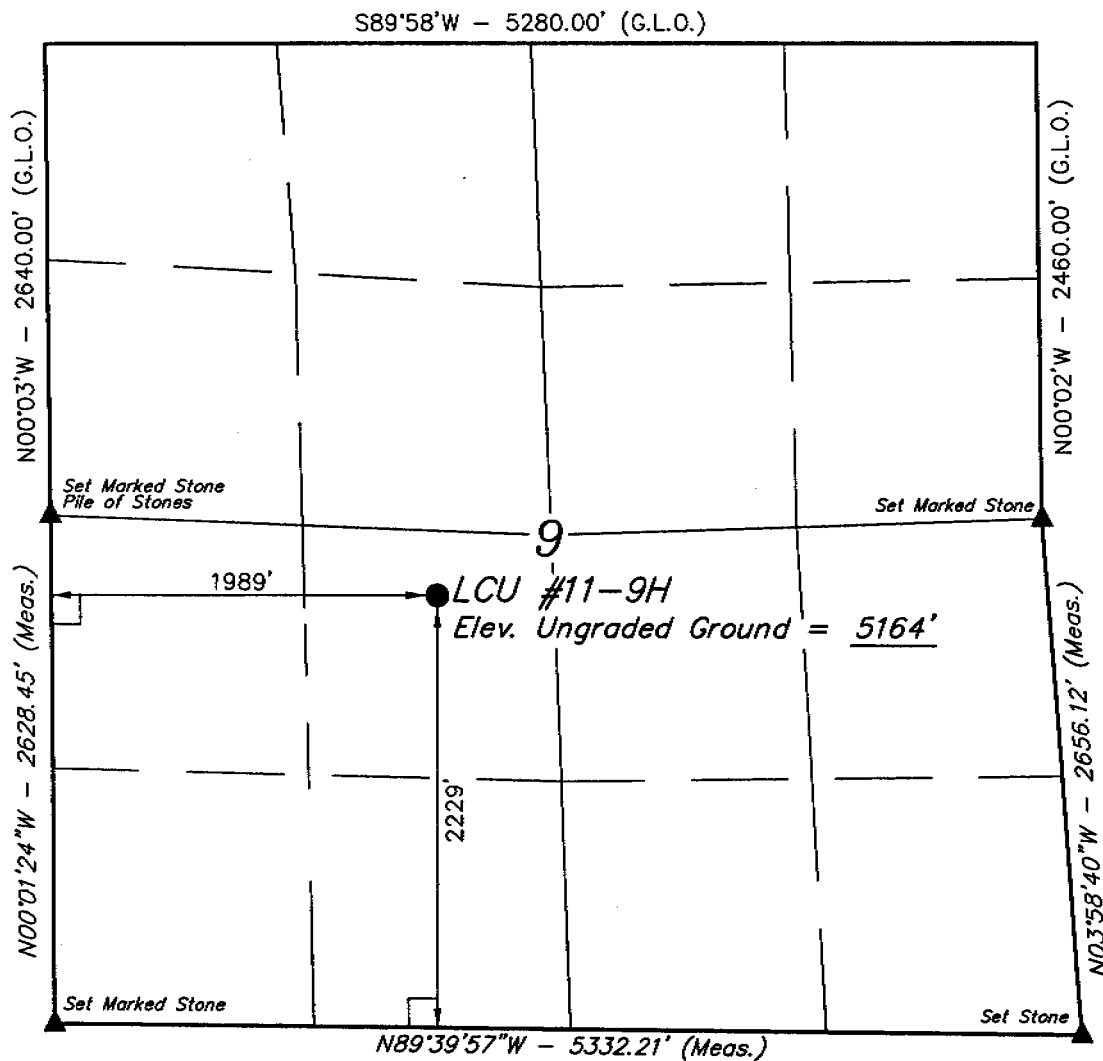 S89°58'W - 5280.00' (G.L.O.)
N00°03'W - 2640.00' (G.L.O.)
N00°02'W - 2460.00' (G.L.O.)
Set Marked Stone
Pile of Stones
Set Marked Stone
9
1989'
LCU #11-9H
Elev. Ungraded Ground = 5164'
N00°01'24"W - 2628.45' (Meas.)
2229'
N03°58'40"W - 2656.12' (Meas.)
Set Marked Stone
Set Stone
N89°39'57"W - 5332.21' (Meas.)